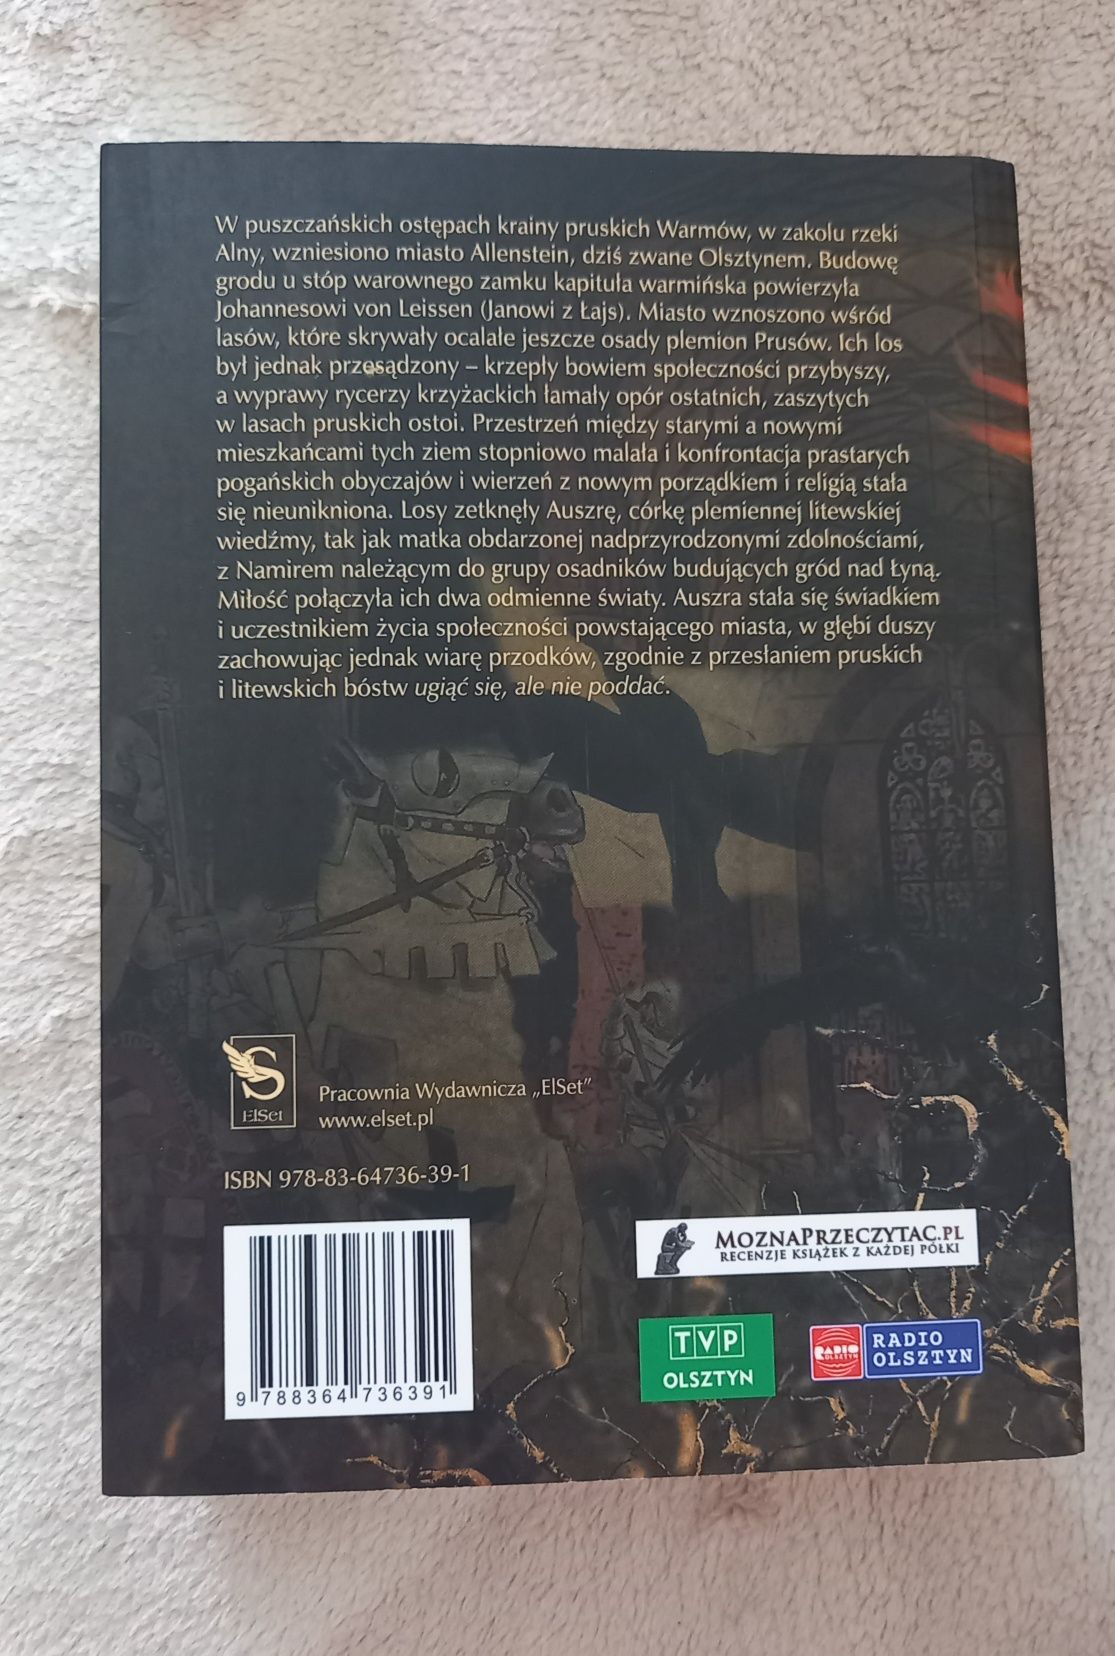 W puszczańskich ostępach krainy pruskich Warmów, w zakolu rzeki
Alny, wzniesiono miasto Allenstein, dziś zwane Olsztynem. Budowę
grodu u stóp warownego zamku kapituła warmińska powierzyła
Johannesowi von Leissen (Janowi z Łajs). Miasto wznoszono wśród
lasów, które skrywały ocalałe jeszcze osady plemion Prusów. Ich los
był jednak przesądzony – krzepły bowiem społeczności przybyszy,
a wyprawy rycerzy krzyżackich łamały opór ostatnich, zaszytych
w lasach pruskich ostoi. Przestrzeń między starymi a nowymi
mieszkańcami tych ziem stopniowo malała i konfrontacja prastarych
pogańskich obyczajów i wierzeń z nowym porządkiem i religią stała
się nieunikniona. Losy zetknęły Auszrę, córkę plemiennej litewskiej
wiedźmy, tak jak matka obdarzonej nadprzyrodzonymi zdolnościami,
z Namirem należącym do grupy osadników budujących gród nad Łyną.
Miłość połączyła ich dwa odmienne światy. Auszra stała się świadkiem
i uczestnikiem życia społeczności powstającego miasta, w głębi duszy
zachowując jednak wiarę przodków, zgodnie z przesłaniem pruskich
i litewskich bóstw ugiąć się, ale nie poddać.
S
ElSet
Pracownia Wydawnicza „ElSet”
www.elset.pl
ISBN 978-83-64736-39-1
9 788364 736391
MOZNAPRZECZYTAC.PL
RECENZJE KSIĄŻEK Z KAŻDEJ PÓŁKI
TVP
OLSZTYN
RADIO
OLSZTYN
RADIO
OLSZTYN